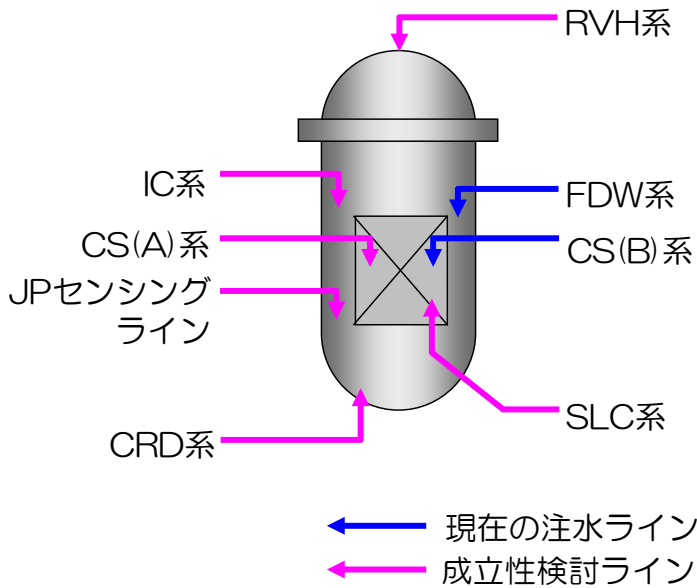 RVH系
IC系
FDW系
CS(A)系
CS(B)系
JPセンシング
ライン
SLC系
CRD系
現在の注水ライン
成立性検討ライン